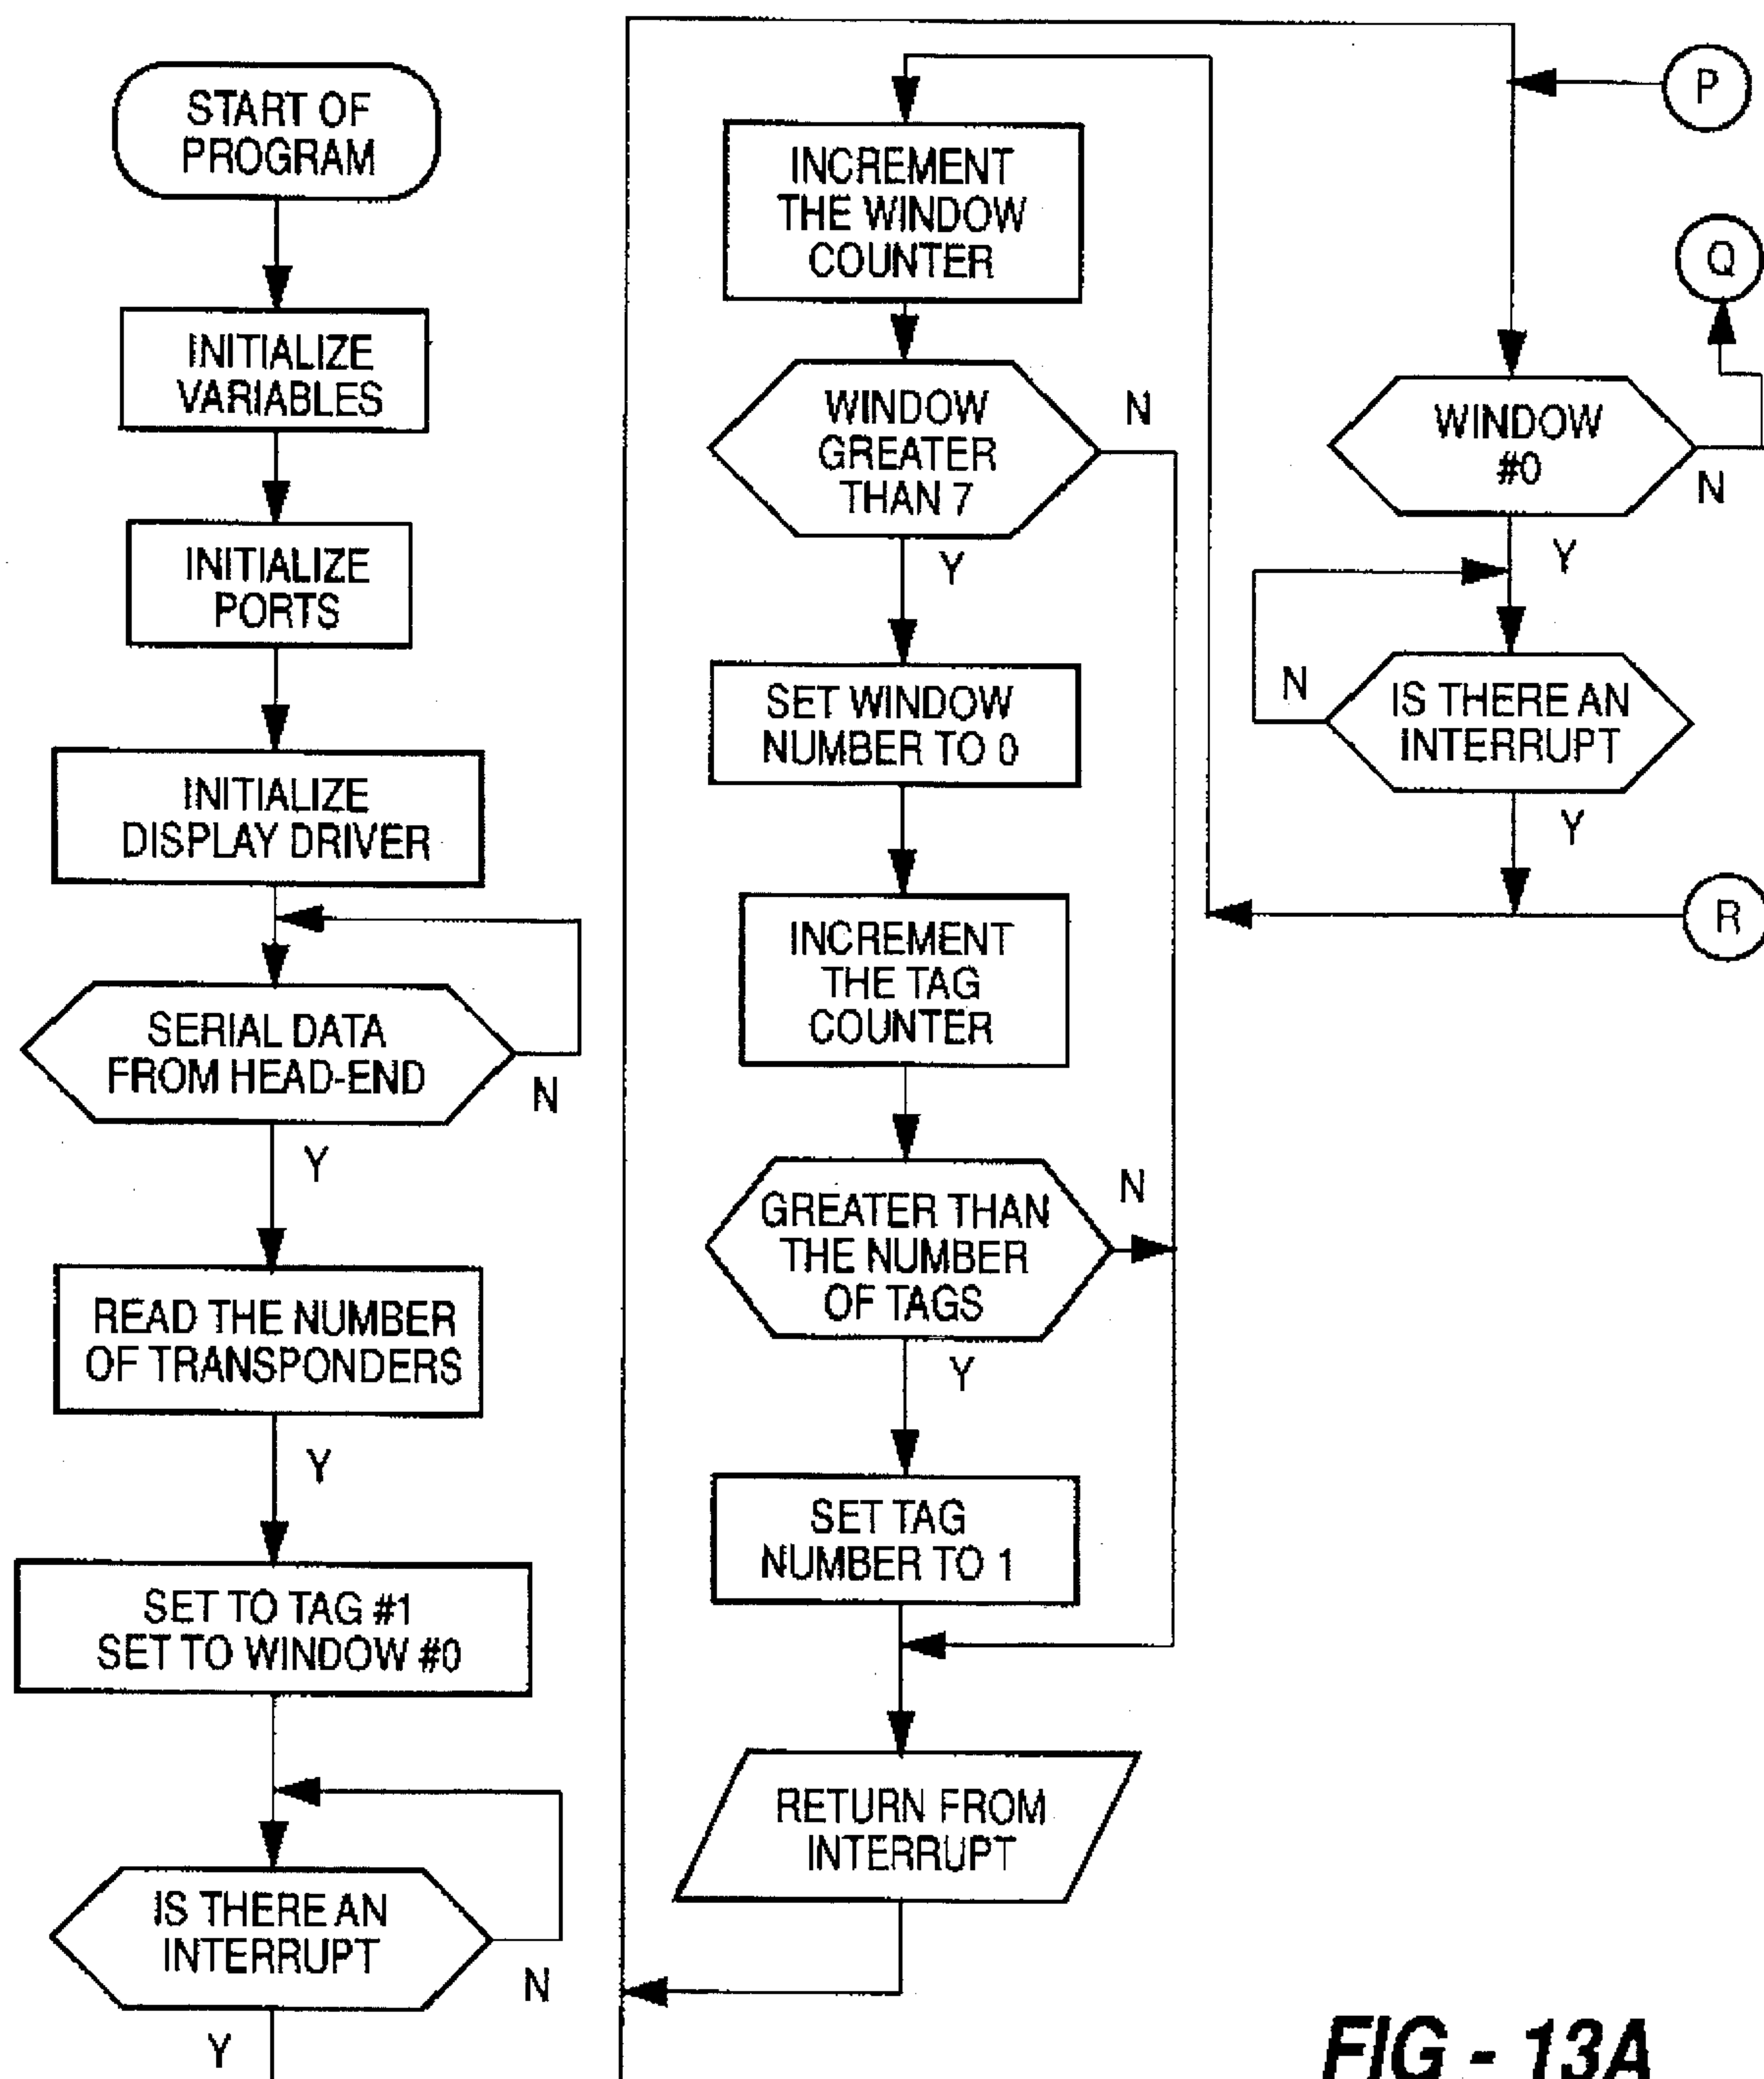 START OF
PROGRAM
INITIALIZE
VARIABLES
INITIALIZE
PORTS
INITIALIZE
DISPLAY DRIVER
SERIAL DATA
FROM HEAD-END
N
Y
READ THE NUMBER
OF TRANSPONDERS
Y
SET TO TAG #1
SET TO WINDOW #0
IS THERE AN
INTERRUPT
N
Y
INCREMENT
THE WINDOW
COUNTER
WINDOW
GREATER
THAN 7
N
Y
SET WINDOW
NUMBER TO 0
INCREMENT
THE TAG
COUNTER
GREATER THAN
THE NUMBER
OF TAGS
N
Y
SET TAG
NUMBER TO 1
RETURN FROM
INTERRUPT
P
Q
WINDOW
#0
N
Y
IS THERE AN
INTERRUPT
N
Y
R
FIG - 13A